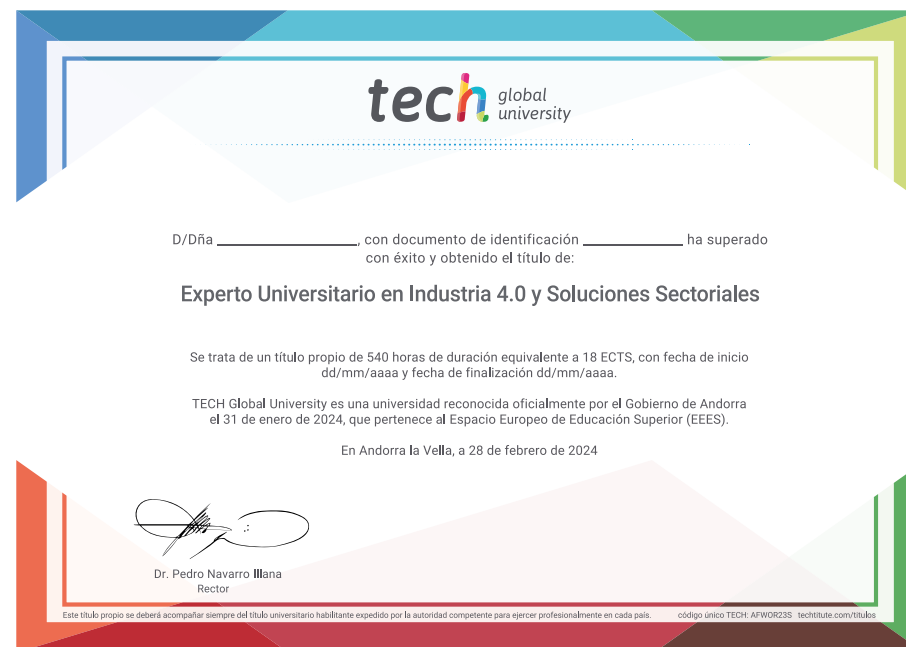 tech global university
D/Dña ____________________, con documento de identificación ______________ ha superado
con éxito y obtenido el título de:
Experto Universitario en Industria 4.0 y Soluciones Sectoriales
Se trata de un título propio de 540 horas de duración equivalente a 18 ECTS, con fecha de inicio
dd/mm/aaaa y fecha de finalización dd/mm/aaaa.
TECH Global University es una universidad reconocida oficialmente por el Gobierno de Andorra
el 31 de enero de 2024, que pertenece al Espacio Europeo de Educación Superior (EEES).
En Andorra la Vella, a 28 de febrero de 2024
Dr. Pedro Navarro Illana
Rector
Este título propio se deberá acompañar siempre del título universitario habilitante expedido por la autoridad competente para ejercer profesionalmente en cada país. código único TECH: AFWOR23S techtitute.com/titulos